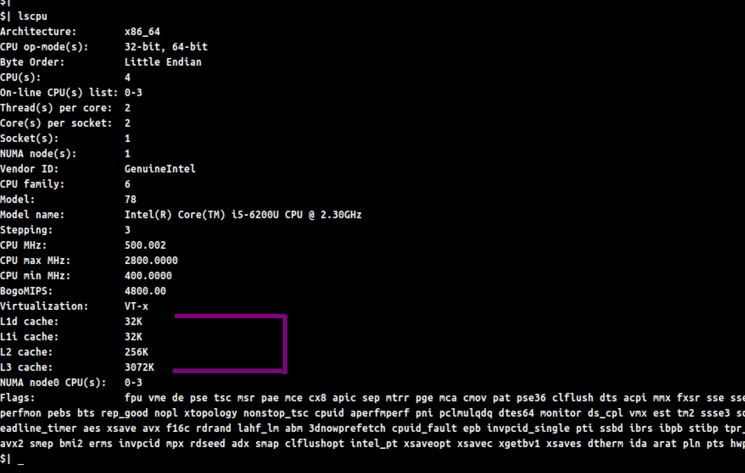 $|
$| lscpu
Architecture: x86_64
CPU op-mode(s): 32-bit, 64-bit
Byte Order: Little Endian
CPU(s): 4
On-line CPU(s) list: 0-3
Thread(s) per core: 2
Core(s) per socket: 2
Socket(s): 1
NUMA node(s): 1
Vendor ID: GenuineIntel
CPU family: 6
Model: 78
Model name: Intel(R) Core(TM) i5-6200U CPU @ 2.30GHz
Stepping: 3
CPU MHz: 500.002
CPU max MHz: 2800.0000
CPU min MHz: 400.0000
BogoMIPS: 4800.00
Virtualization: VT-x
L1d cache: 32K
L1i cache: 32K
L2 cache: 256K
L3 cache: 3072K
NUMA node0 CPU(s): 0-3
Flags: fpu vme de pse tsc msr pae mce cx8 apic sep mtrr pge mca cmov pat pse36 clflush dts acpi mmx fxsr sse sse
perfmon pebs bts rep_good nopl xtopology nonstop_tsc cpuid aperfmperf pni pclmulqdq dtes64 monitor ds_cpl vmx est tm2 ssse3 sd
eadline_timer aes xsave avx f16c rdrand lahf_lm abm 3dnowprefetch cpuid_fault epb invpcid_single pti ssbd ibrs ibpb stibp tpr_
avx2 smep bmi2 erms invpcid mpx rdseed adx smap clflushopt intel_pt xsaveopt xsavec xgetbv1 xsaves dtherm ida arat pln pts hwp
$| _